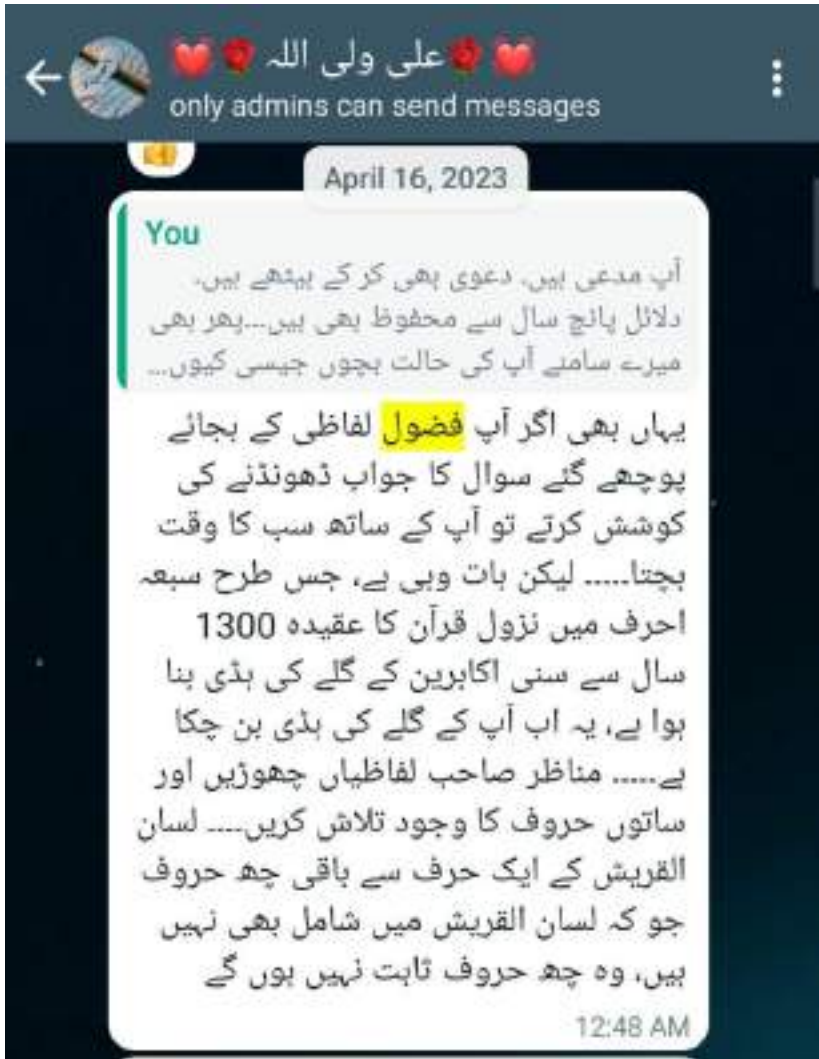 علی ولی اللہ
only admins can send messages
April 16, 2023
You
آپ مدعی ہیں، دعوی بھی کر کے بیٹھے ہیں،
دلائل پانچ سال سے محفوظ بھی ہیں...پھر بھی
میرے سامنے آپ کی حالت بچوں جیسی کیوں...
یہاں بھی اگر آپ فضول لفاظی کے بجائے
پوچھے گئے سوال کا جواب ڈھونڈنے کی
کوشش کرتے تو آپ کے ساتھ سب کا وقت
بچتا..... لیکن بات وہی ہے، جس طرح سبعہ
احرف میں نزول قرآن کا عقیدہ 1300
سال سے سنی اکابرین کے گلے کی ہڈی بنا
ہوا ہے، یہ اب آپ کے گلے کی ہڈی بن چکا
ہے..... مناظر صاحب لفاظیاں چھوڑیں اور
ساتوں حروف کا وجود تلاش کریں.... لسان
القریش کے ایک حرف سے باقی چھ حروف
جو کہ لسان القریش میں شامل بھی نہیں
ہیں، وہ چھ حروف ثابت نہیں ہوں گے
12:48 AM